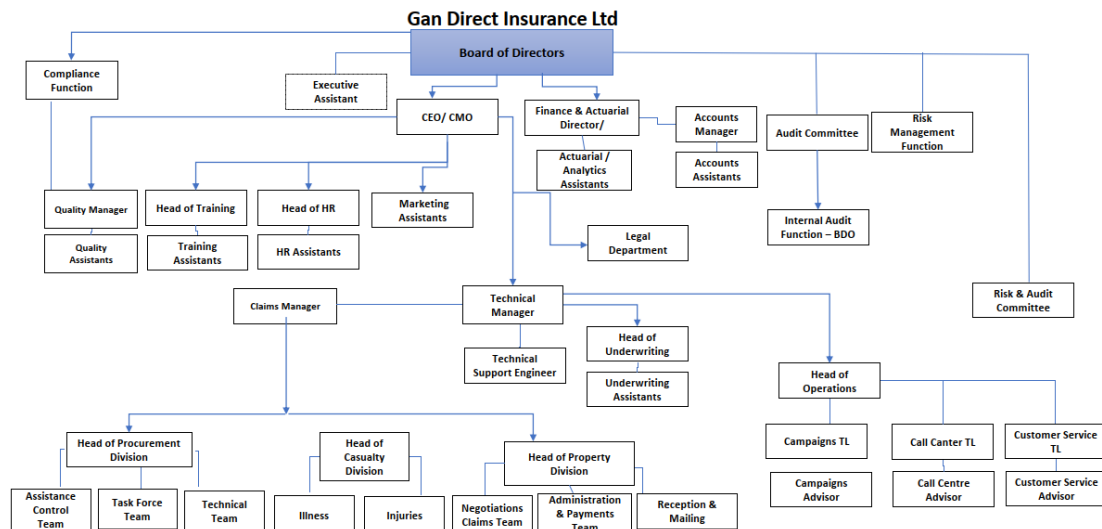 Gan Direct Insurance Ltd
Board of Directors
Compliance
Function
Executive
Assistant
CEO/ CMO
Finance & Actuarial
Director/
Accounts
Manager
Audit Committee
Risk
Management
Function
Actuarial /
Analytics
Assistants
Accounts
Assistants
Quality Manager
Head of Training
Head of HR
Marketing
Assistants
Internal Audit
Function – BDO
Quality
Assistants
Training
Assistants
HR Assistants
Legal
Department
Claims Manager
Technical
Manager
Risk & Audit
Committee
Head of
Underwriting
Technical
Support Engineer
Underwriting
Assistants
Head of
Operations
Head of Procurement
Division
Head of
Casualty
Division
Head of Property
Division
Campaigns TL
Call Canter TL
Customer Service
TL
Assistance
Control
Team
Task Force
Team
Technical
Team
Illness
Injuries
Negotiations
Claims Team
Administration
& Payments
Team
Reception &
Mailing
Campaigns
Advisor
Call Centre
Advisor
Customer Service
Advisor